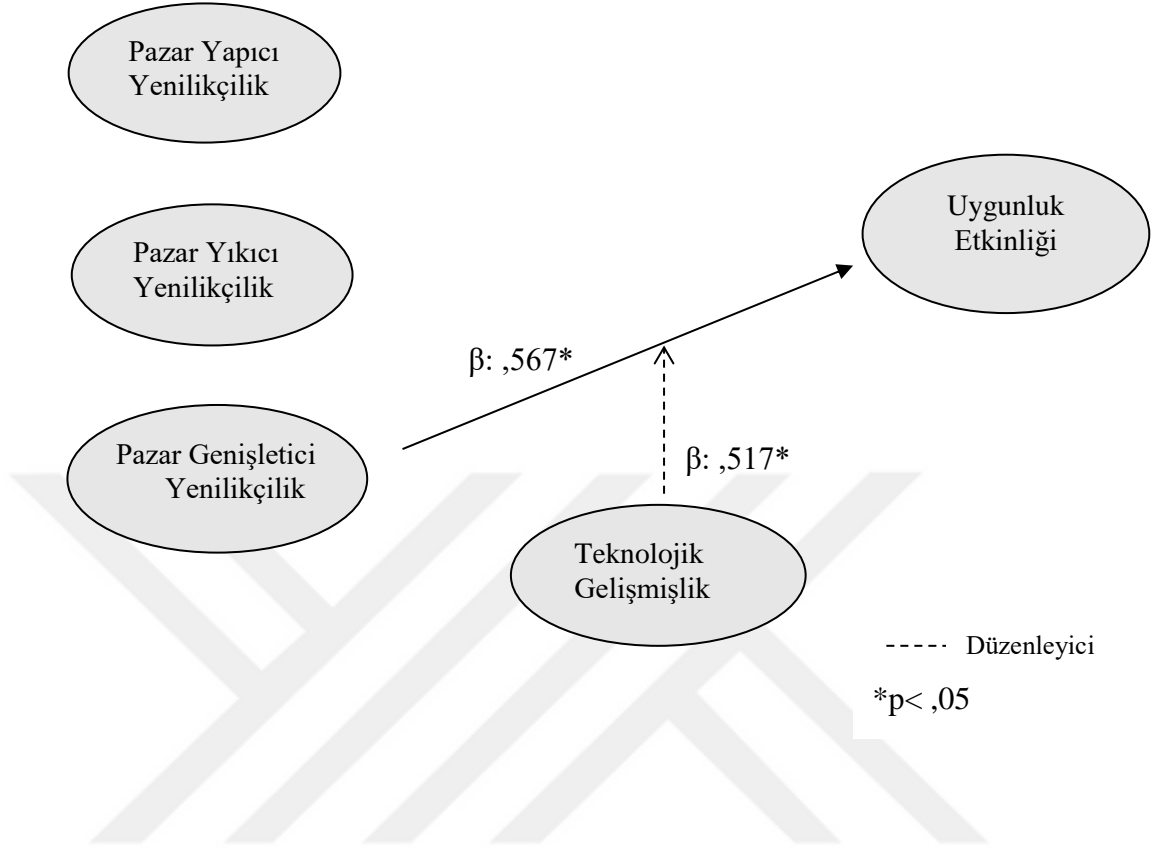 Pazar Yapıcı
Yenilikçilik
Uygunluk
Etkinliği
Pazar Yıkıcı
Yenilikçilik
β: ,567*
Pazar Genişletici
Yenilikçilik
β: ,517*
Teknolojik
Gelişmişlik
----- Düzenleyici
*p< ,05